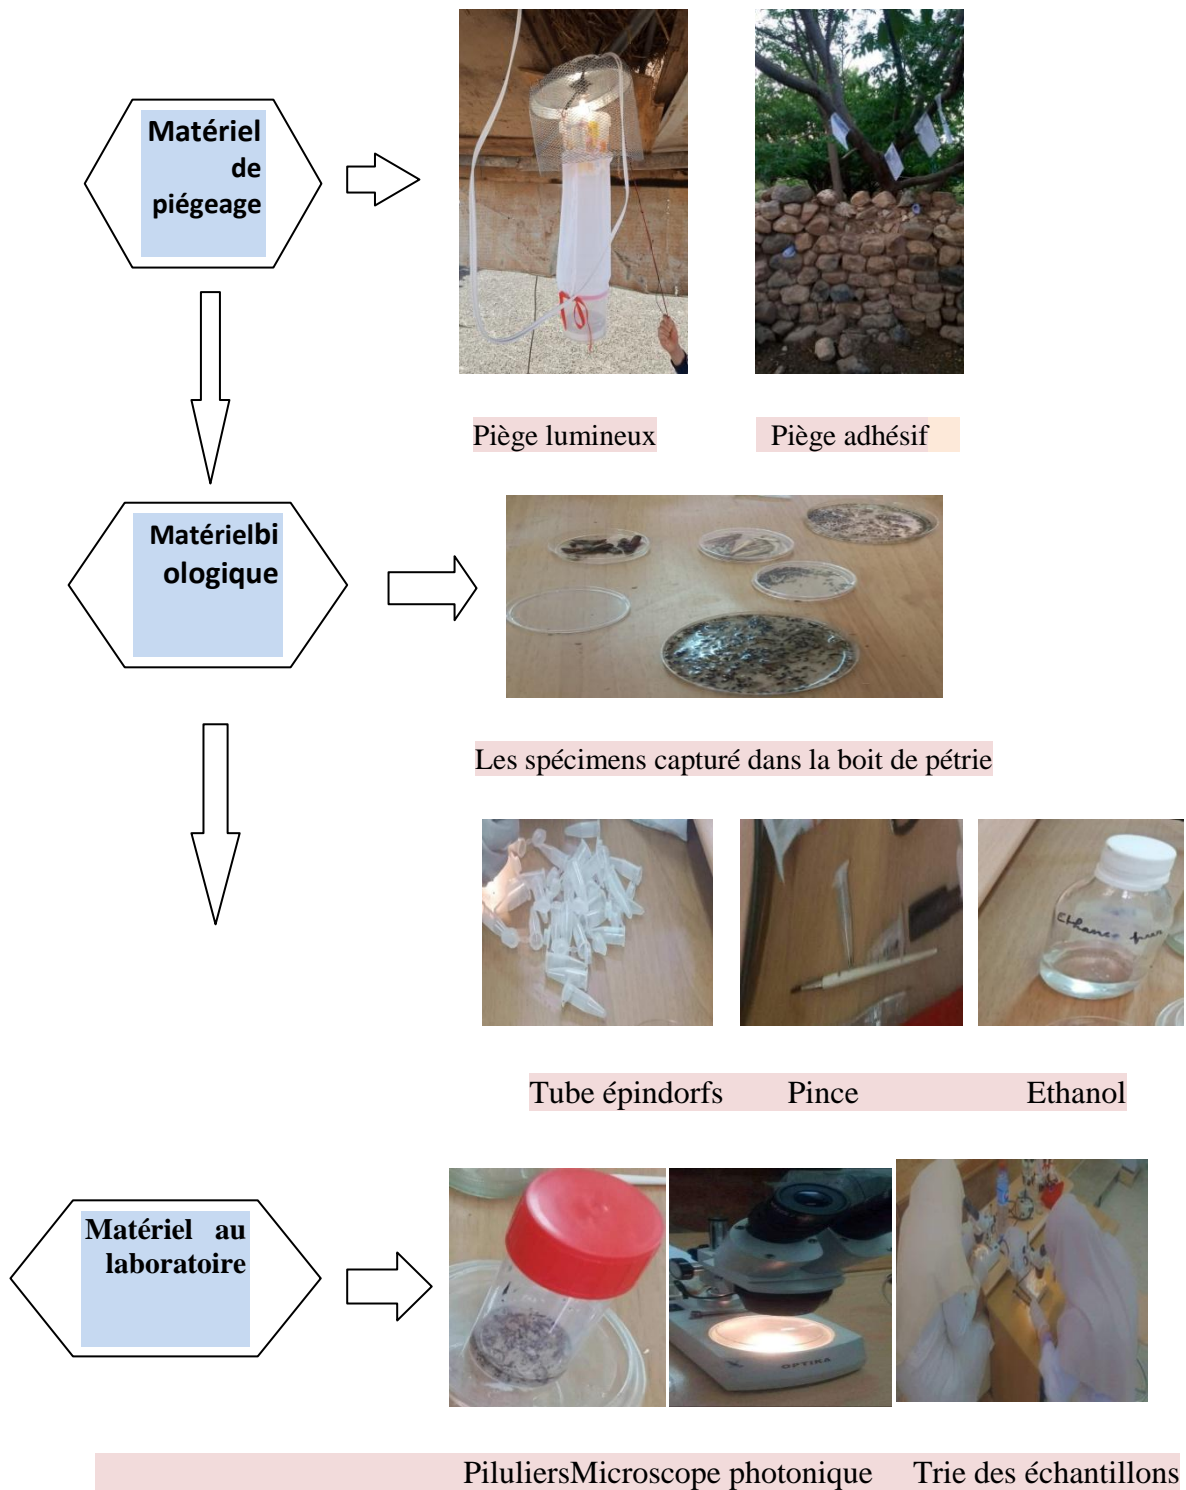 Matériel
de
piégeage
Piège lumineux
Piège adhésif
Matérielbi
ologique
Les spécimens capturé dans la boit de pétrie
Tube épindorfs Pince Ethanol
Matériel au
laboratoire
OPTIKA
PiluliersMicroscope photonique Trie des échantillons